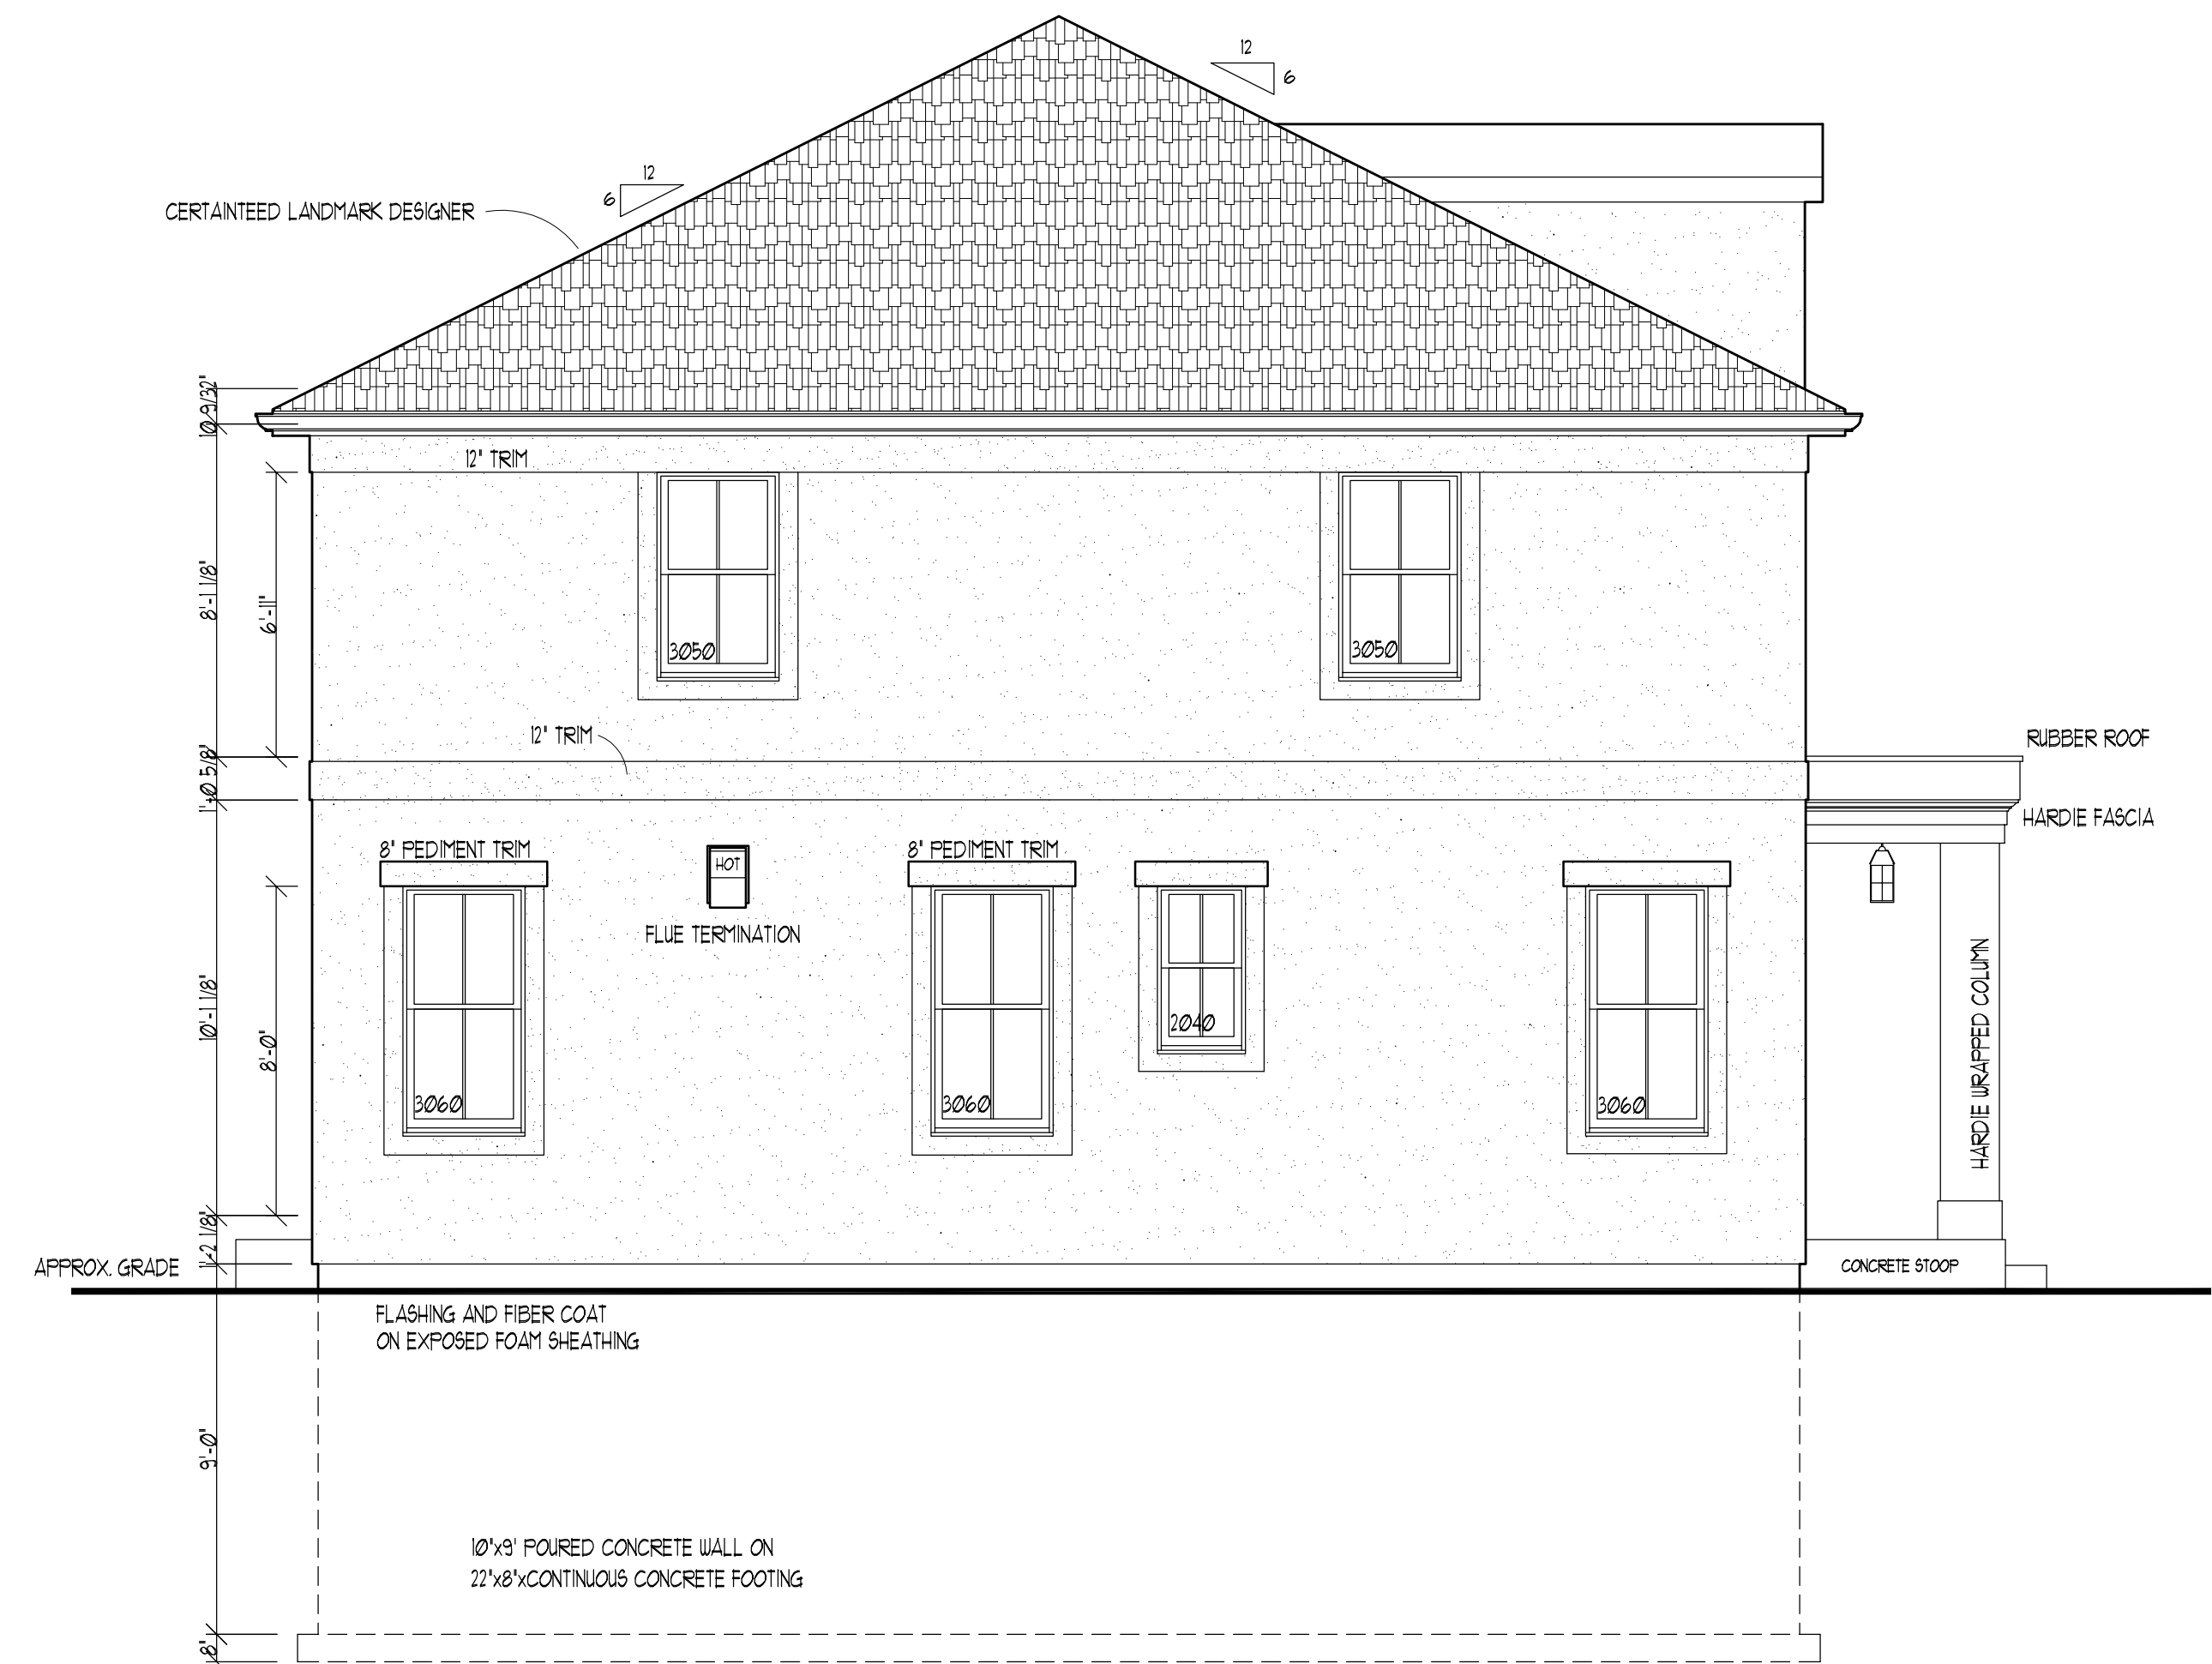 12
6
12
6
CERTAINTEED LANDMARK DESIGNER
10 9/32"
12" TRIM
8'-1 1/8"
6'-11"
3050
3050
12" TRIM
RUBBER ROOF
1'-0 5/8"
HARDIE FASCIA
8" PEDIMENT TRIM
HOT
8" PEDIMENT TRIM
FLUE TERMINATION
10'-1 1/8"
8'-0"
2040
HARDIE WRAPPED COLUMN
3060
3060
3060
1'-2 1/8"
APPROX. GRADE
CONCRETE STOOP
FLASHING AND FIBER COAT
ON EXPOSED FOAM SHEATHING
9'-0"
10"x9' POURED CONCRETE WALL ON
22"x8"xCONTINUOUS CONCRETE FOOTING
8"